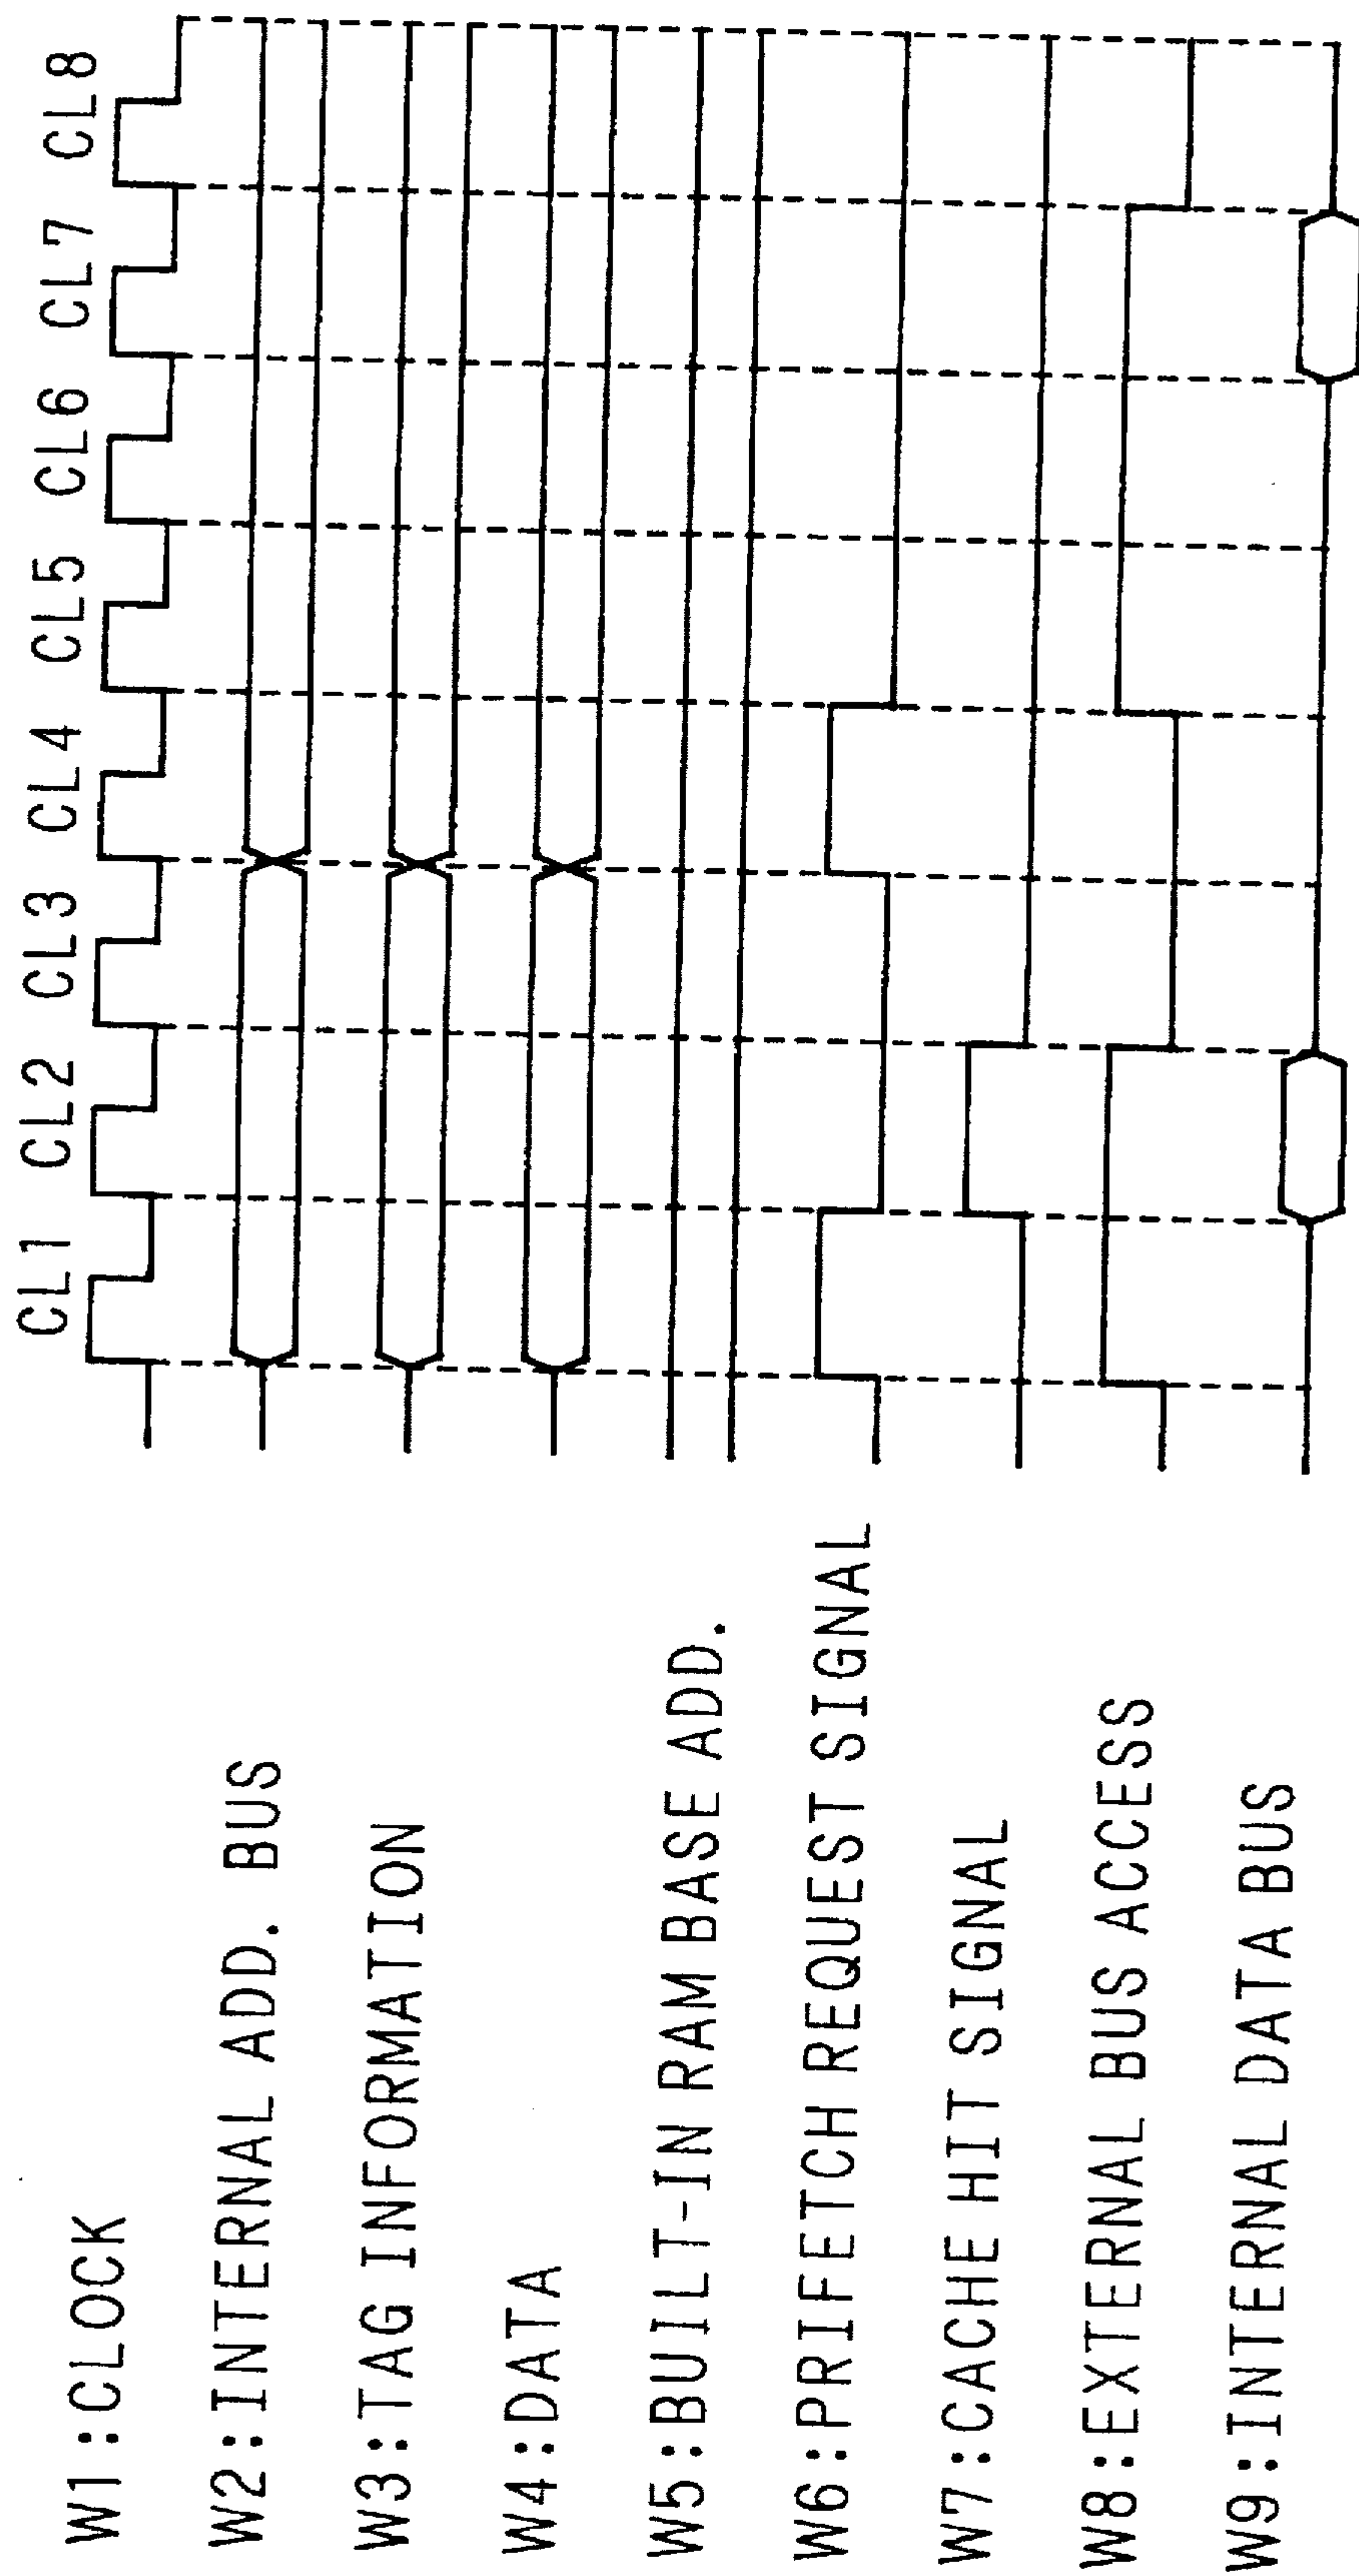 CL1 CL2 CL3 CL4 CL5 CL6 CL7 CL8
W1:CLOCK
W2:INTERNAL ADD. BUS
W3:TAG INFORMATION
W4:DATA
W5:BUILT-IN RAM BASE ADD.
W6:PRIFETCH REQUEST SIGNAL
W7:CACHE HIT SIGNAL
W8:EXTERNAL BUS ACCESS
W9:INTERNAL DATA BUS